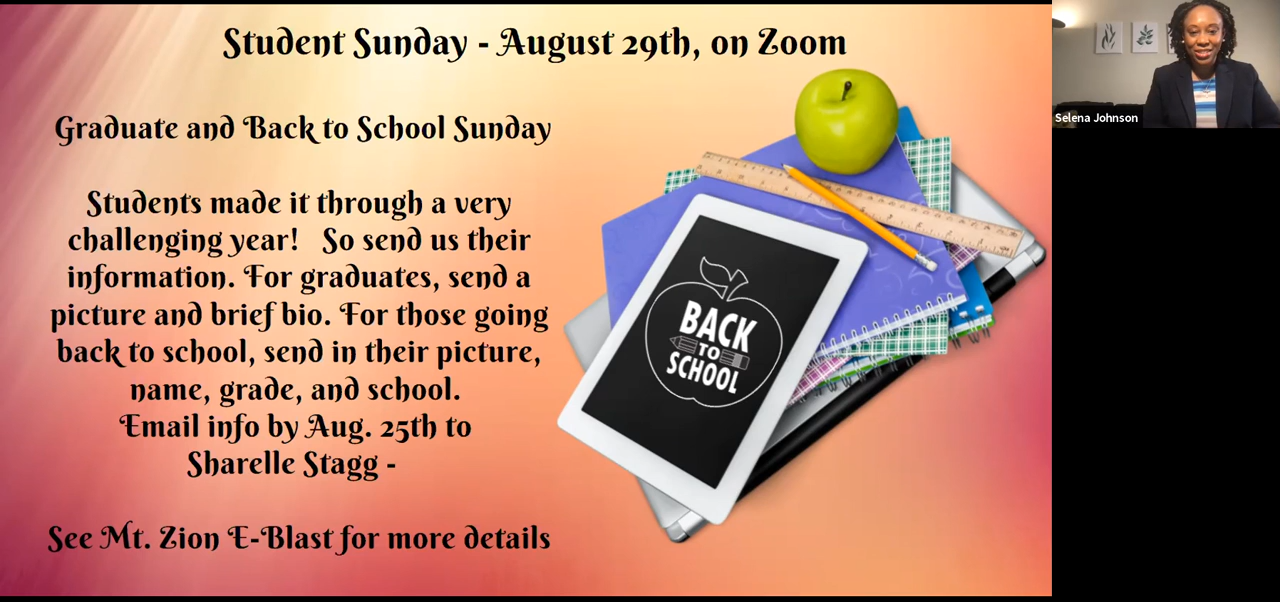 Student Sunday - August 29th, on Zoom
Graduate and Back to School Sunday
Students made it through a very
challenging year!   So send us their
information. For graduates, send a
picture and brief bio. For those going
back to school, send in their picture,
name, grade, and school.
Email info by Aug. 25th to
Sharelle Stagg -
See Mt. Zion E-Blast for more details
BACK
TO
SCHOOL
Selena Johnson